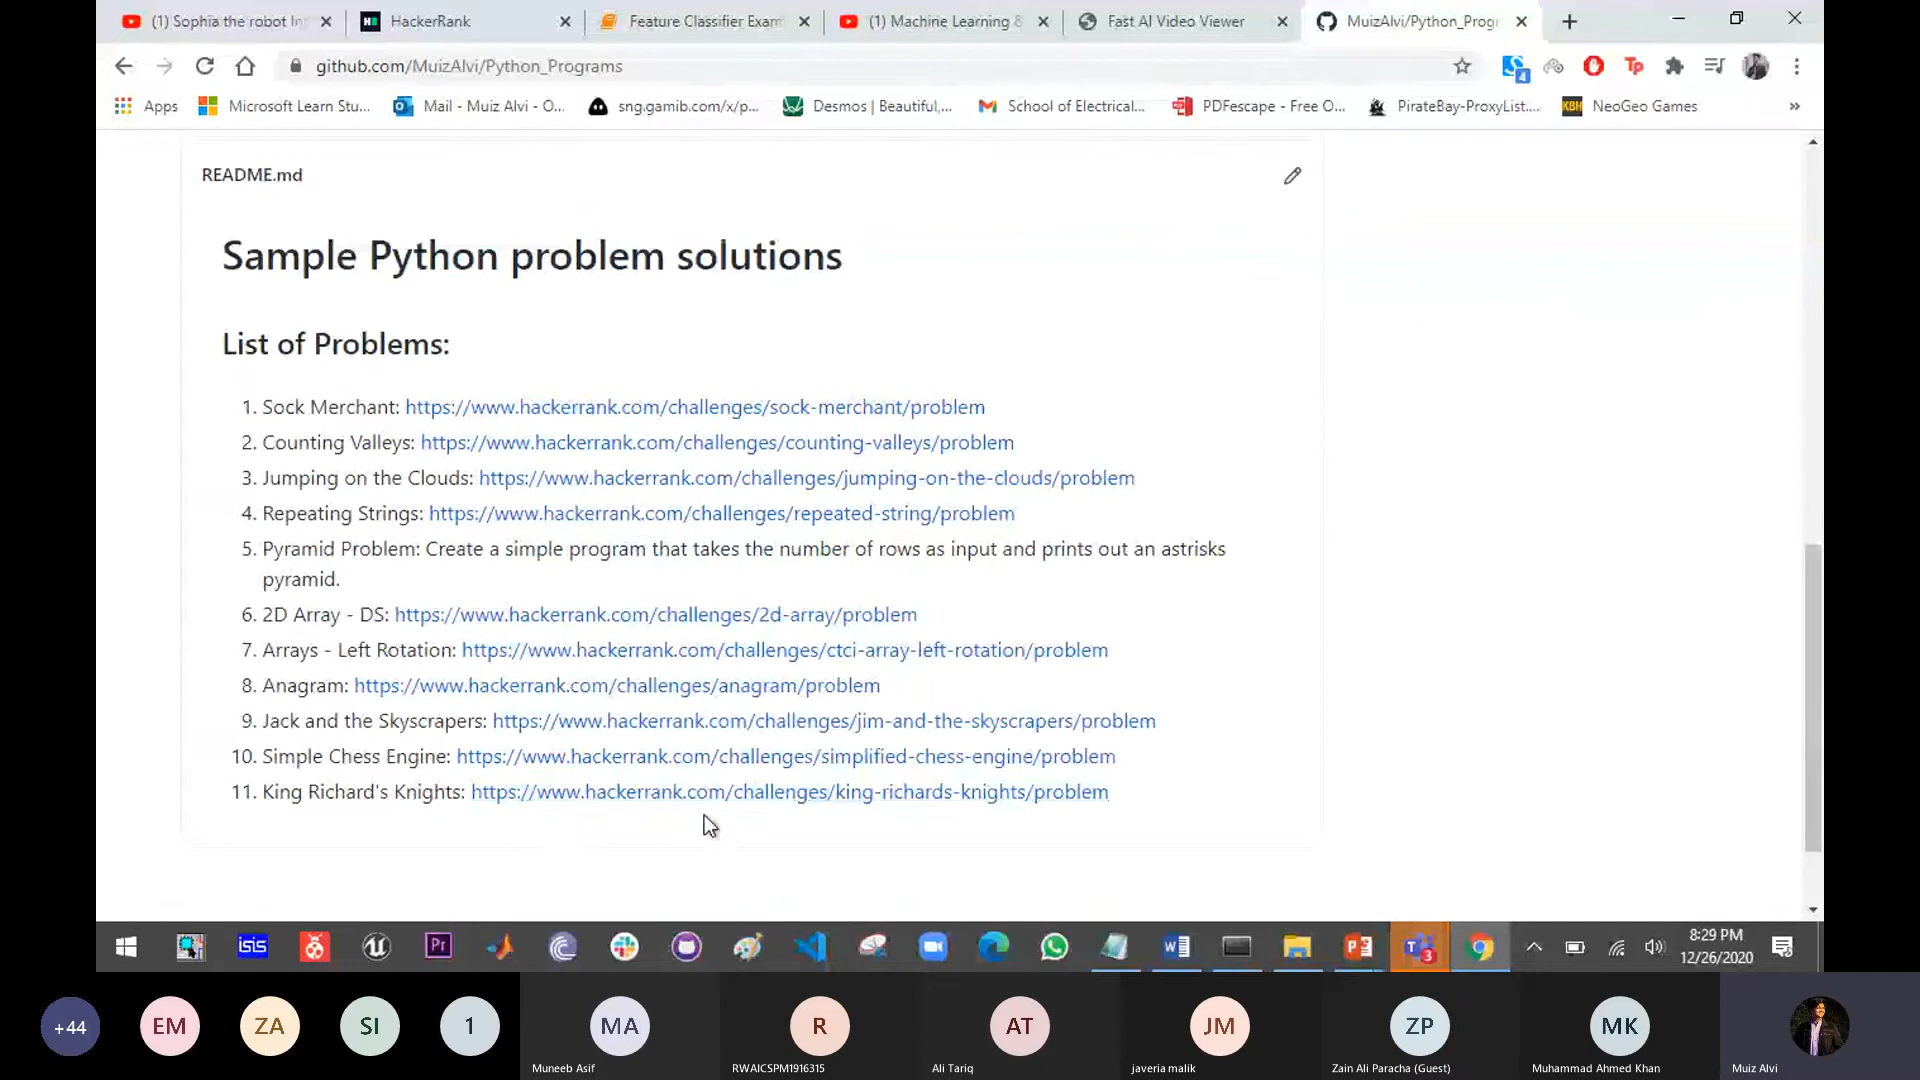 (1) Sophia the robot In
HackerRank
Feature Classifier Exam
(1) Machine Learning &
Fast AI Video Viewer
MuizAlvi/Python_Progr
github.com/MuizAlvi/Python_Programs
4
Tp
Apps
Microsoft Learn Stu...
Mail - Muiz Alvi - O...
sng.gamib.com/x/p...
Desmos | Beautiful,...
School of Electrical...
PDFescape - Free O...
PirateBay-ProxyList....
KBH
NeoGeo Games
»
README.md
Sample Python problem solutions
List of Problems:
1. Sock Merchant: https://www.hackerrank.com/challenges/sock-merchant/problem
2. Counting Valleys: https://www.hackerrank.com/challenges/counting-valleys/problem
3. Jumping on the Clouds: https://www.hackerrank.com/challenges/jumping-on-the-clouds/problem
4. Repeating Strings: https://www.hackerrank.com/challenges/repeated-string/problem
5. Pyramid Problem: Create a simple program that takes the number of rows as input and prints out an astrisks
pyramid.
6. 2D Array - DS: https://www.hackerrank.com/challenges/2d-array/problem
7. Arrays - Left Rotation: https://www.hackerrank.com/challenges/ctci-array-left-rotation/problem
8. Anagram: https://www.hackerrank.com/challenges/anagram/problem
9. Jack and the Skyscrapers: https://www.hackerrank.com/challenges/jim-and-the-skyscrapers/problem
10. Simple Chess Engine: https://www.hackerrank.com/challenges/simplified-chess-engine/problem
11. King Richard's Knights: https://www.hackerrank.com/challenges/king-richards-knights/problem
isis
Pr
3
8:29 PM
12/26/2020
+44
EM
ZA
SI
1
MA
R
AT
JM
ZP
MK
Muneeb Asif
RWAICSPM1916315
Ali Tariq
javeria malik
Zain Ali Paracha (Guest)
Muhammad Ahmed Khan
Muiz Alvi